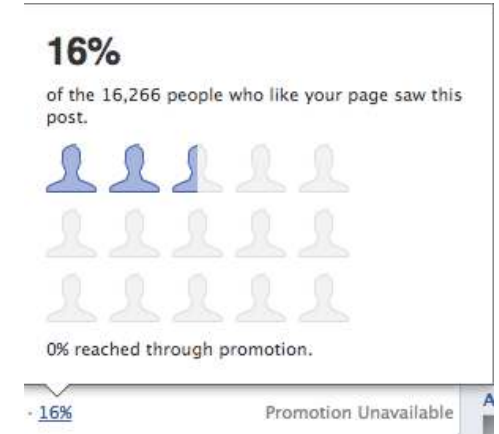 16%
of the 16,266 people who like your page saw this
post.
0% reached through promotion.
· 16%
Promotion Unavailable
A